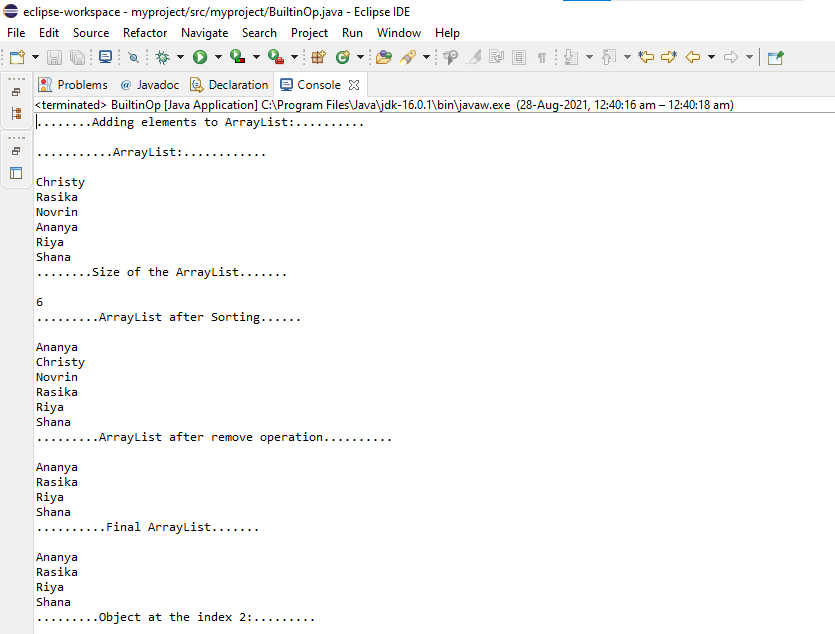 eclipse-workspace - myproject/src/myproject/BuiltinOp.java - Eclipse IDE
File Edit Source Refactor Navigate Search Project Run Window Help
Problems @ Javadoc Declaration Console
<terminated> BuiltinOp [Java Application] C:\Program Files\Java\jdk-16.0.1\bin\javaw.exe (28-Aug-2021, 12:40:16 am – 12:40:18 am)
........Adding elements to ArrayList:..........
...........ArrayList:............
Christy
Rasika
Novrin
Ananya
Riya
Shana
........Size of the ArrayList.......
6
.........ArrayList after Sorting......
Ananya
Christy
Novrin
Rasika
Riya
Shana
.........ArrayList after remove operation..........
Ananya
Rasika
Riya
Shana
..........Final ArrayList.......
Ananya
Rasika
Riya
Shana
.........Object at the index 2:.........